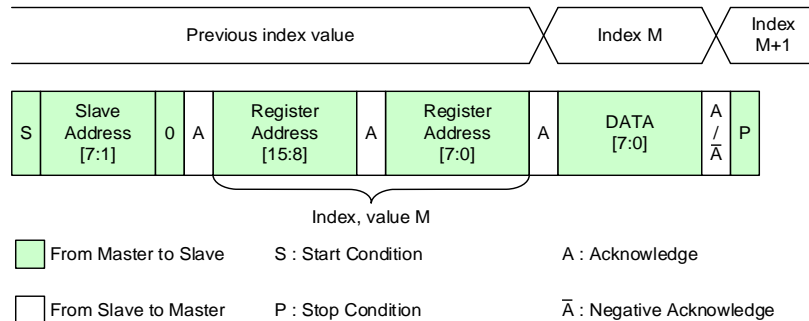 Previous index value
Index M
Index
M+1
S
Slave
Address
[7:1]
0
A
Register
Address
[15:8]
A
Register
Address
[7:0]
A
DATA
[7:0]
A
/
A̅
P
Index, value M
From Master to Slave
S : Start Condition
A : Acknowledge
From Slave to Master
P : Stop Condition
A̅ : Negative Acknowledge